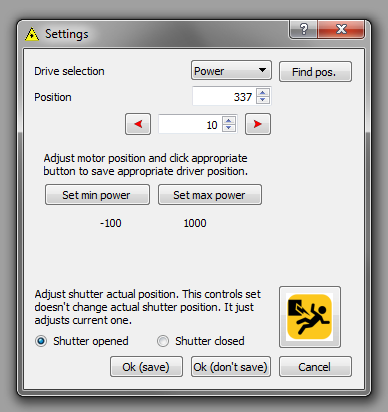 Settings
Drive selection Power Find pos.
Position 337
10
Adjust motor position and click appropriate
button to save appropriate driver position.
Set min power Set max power
-100 1000
Adjust shutter actual position. This controls set
doesn't change actual shutter position. It just
adjusts current one.
Shutter opened Shutter closed
Ok (save) Ok (don't save) Cancel